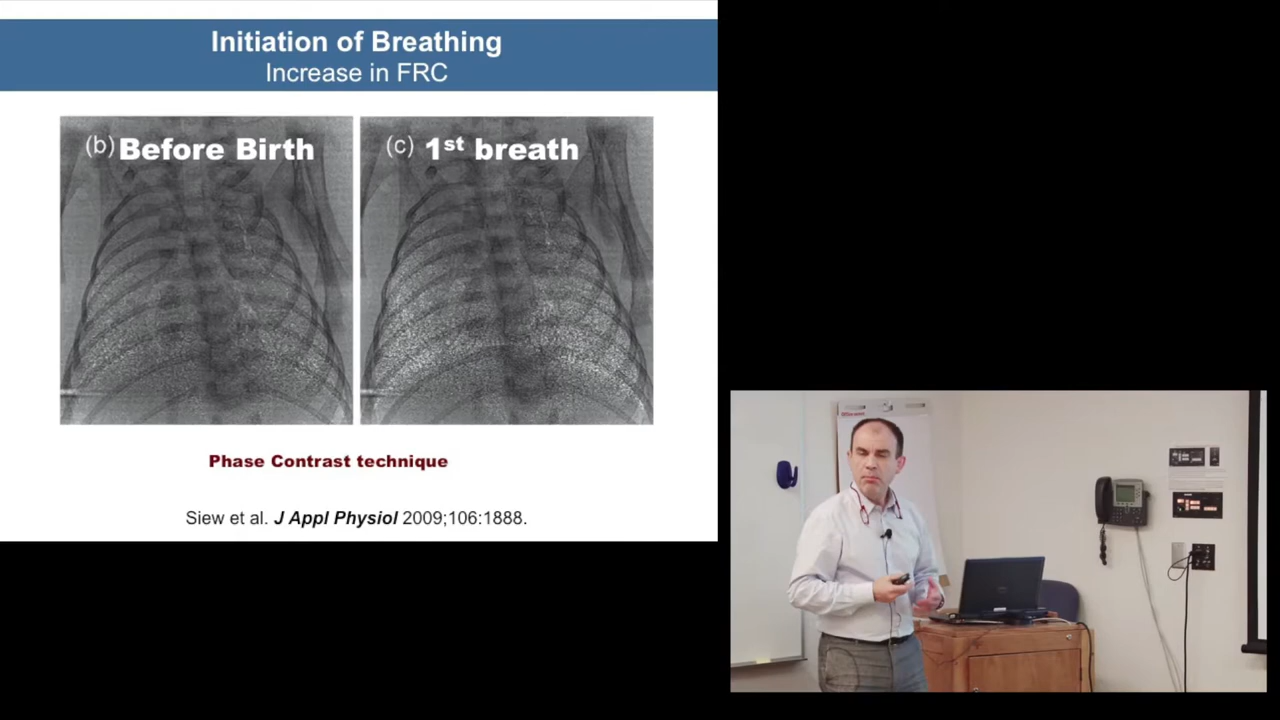 Initiation of Breathing
Increase in FRC
(b) Before Birth
(c) 1st breath
Phase Contrast technique
Siew et al. J Appl Physiol 2009;106:1888.